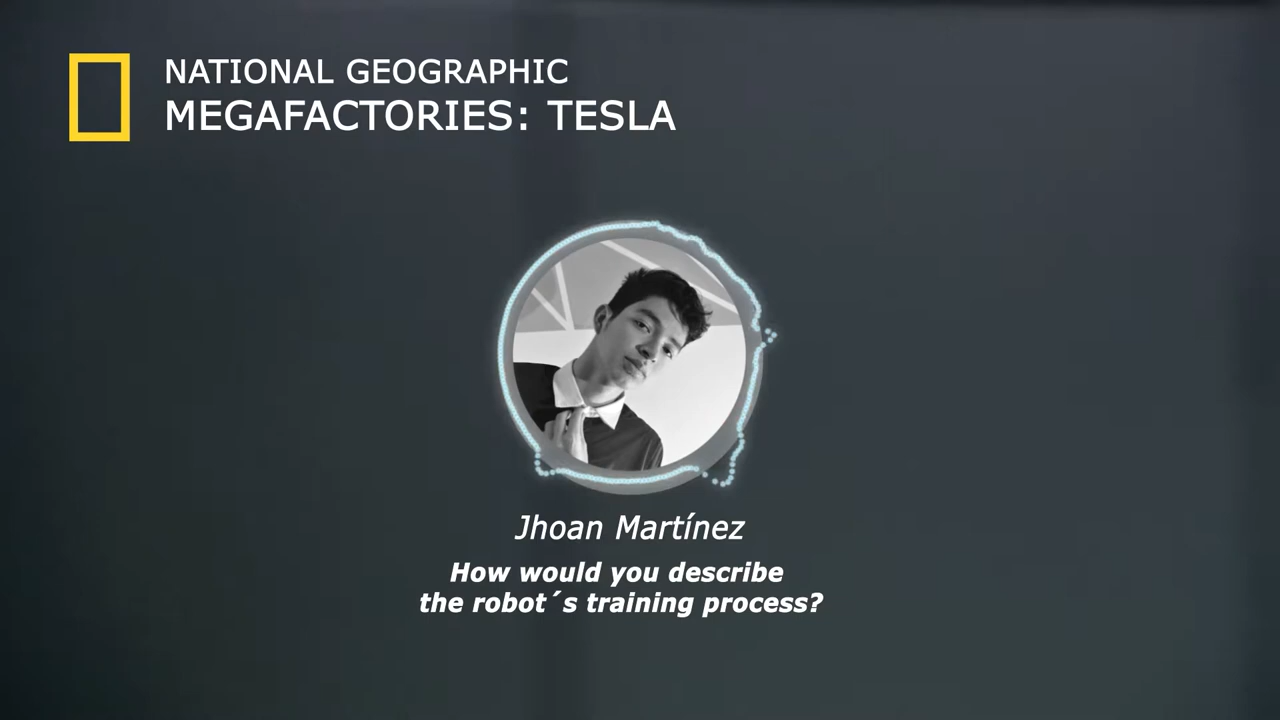 NATIONAL GEOGRAPHIC
MEGAFACTORIES: TESLA
Jhoan Martínez
How would you describe
the robot´s training process?